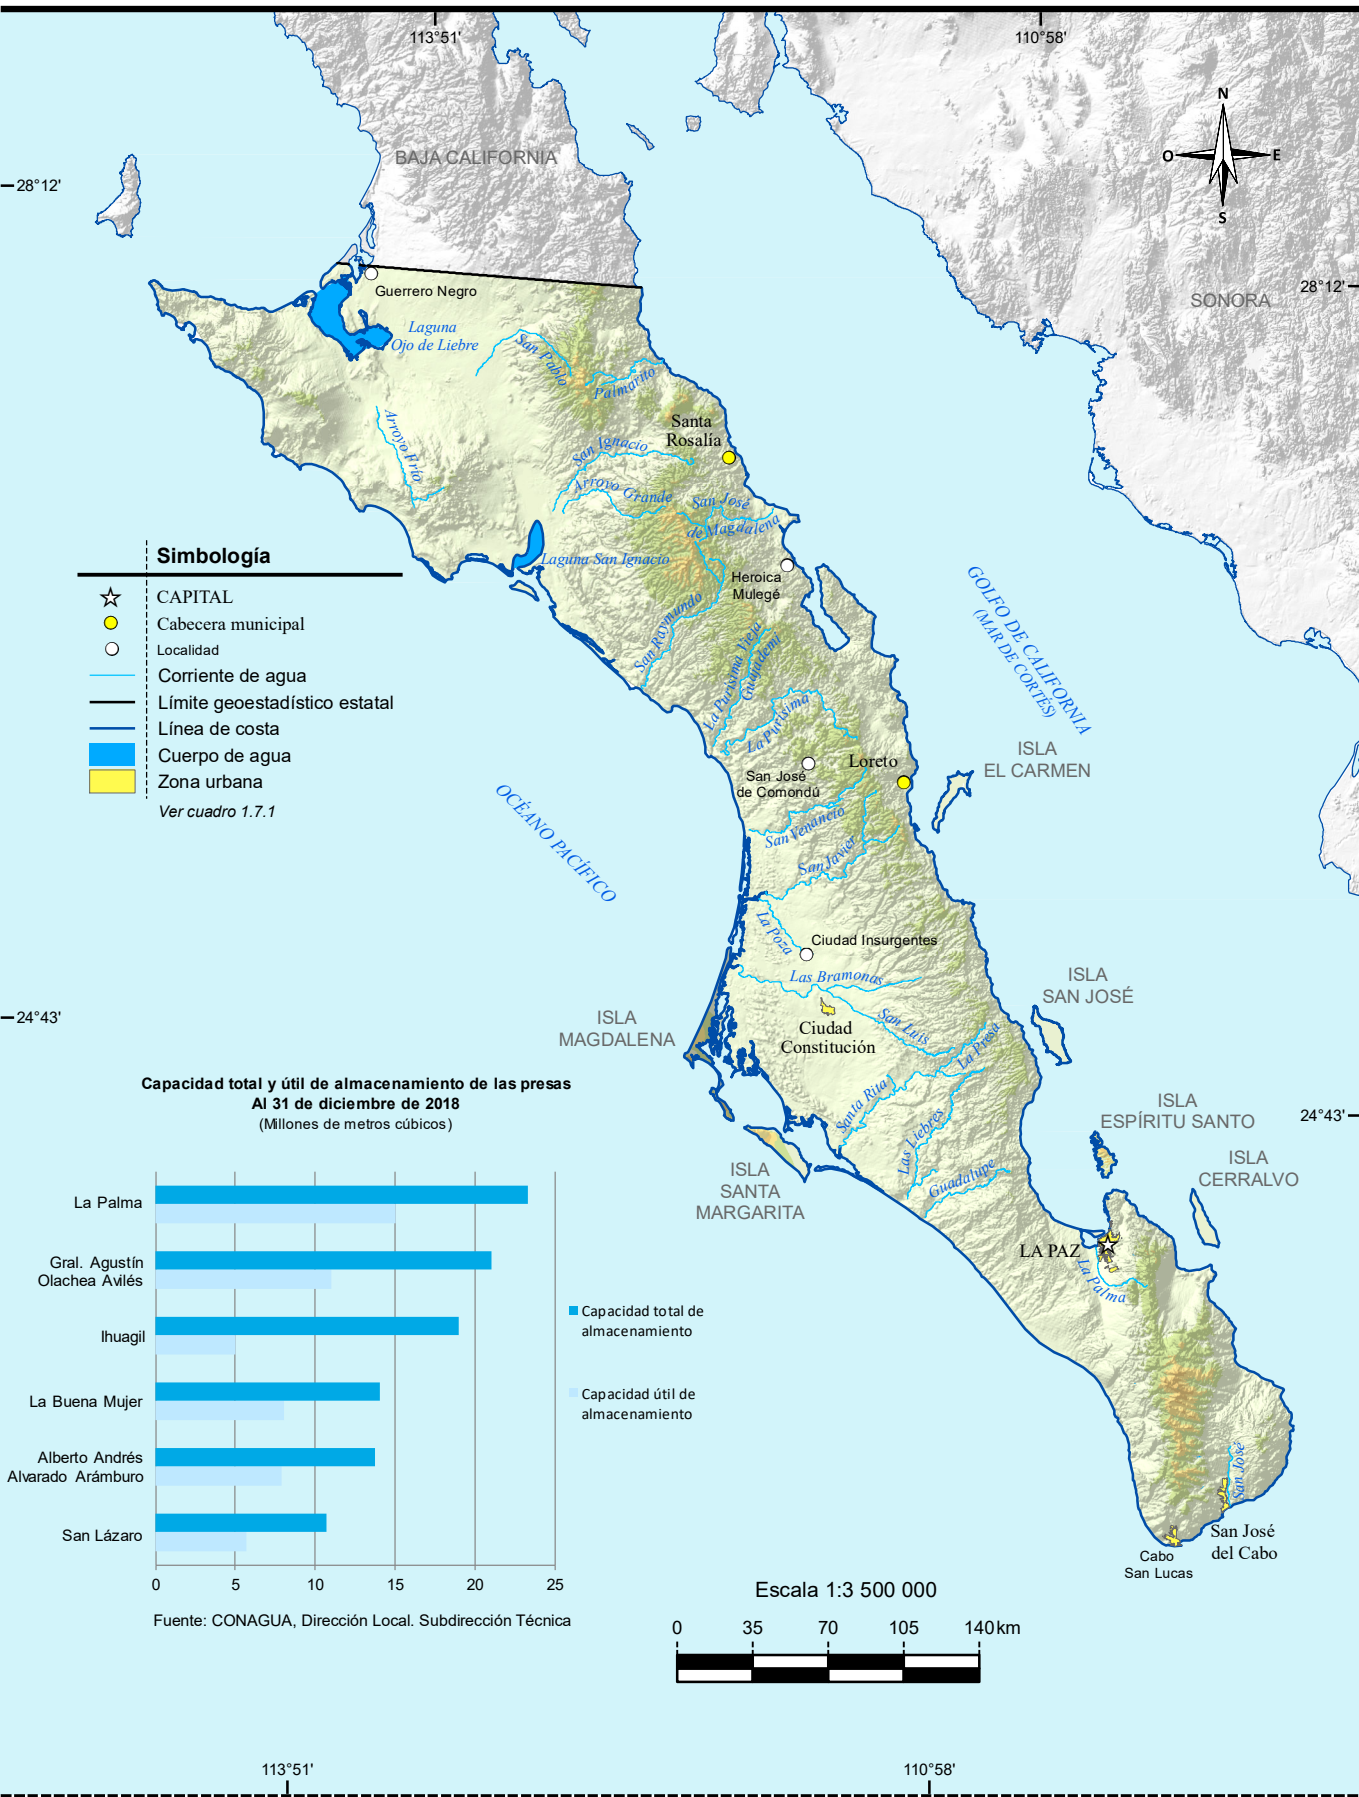 113°51'
110°58'
N
O
E
S
BAJA CALIFORNIA
28°12'
28°12'
SONORA
Guerrero Negro
Laguna
Ojo de Liebre
San Pablo
Palmarito
Arroyo Frío
Santa
Rosalía
San Ignacio
Arroyo Grande
San José
de Magdalena
Laguna San Ignacio
Heroica
Mulegé
San Raymundo
La Purísima Vieja
Guajademi
La Purísima
GOLFO DE CALIFORNIA
(MAR DE CORTÉS)
Simbología
CAPITAL
Cabecera municipal
Localidad
Corriente de agua
Límite geoestadístico estatal
Línea de costa
Cuerpo de agua
Zona urbana
Ver cuadro 1.7.1
OCÉANO PACÍFICO
San José
de Comondú
Loreto
ISLA
EL CARMEN
San Venancio
San Javier
La Poza
Ciudad Insurgentes
Las Bramonas
ISLA
SAN JOSÉ
24°43'
ISLA
MAGDALENA
Ciudad
Constitución
San Luis
La Presa
Santa Rita
Las Liebres
Guadalupe
24°43'
ISLA
ESPÍRITU SANTO
ISLA
CERRALVO
ISLA
SANTA
MARGARITA
LA PAZ
La Palma
San José
San José
del Cabo
Cabo
San Lucas
Capacidad total y útil de almacenamiento de las presas
Al 31 de diciembre de 2018
(Millones de metros cúbicos)
La Palma
Gral. Agustín
Olachea Avilés
Ihuagil
La Buena Mujer
Alberto Andrés
Alvarado Arámburo
San Lázaro
0 5 10 15 20 25
Capacidad total de
almacenamiento
Capacidad útil de
almacenamiento
Fuente: CONAGUA, Dirección Local. Subdirección Técnica
Escala 1:3 500 000
0 35 70 105 140 km
113°51'
110°58'